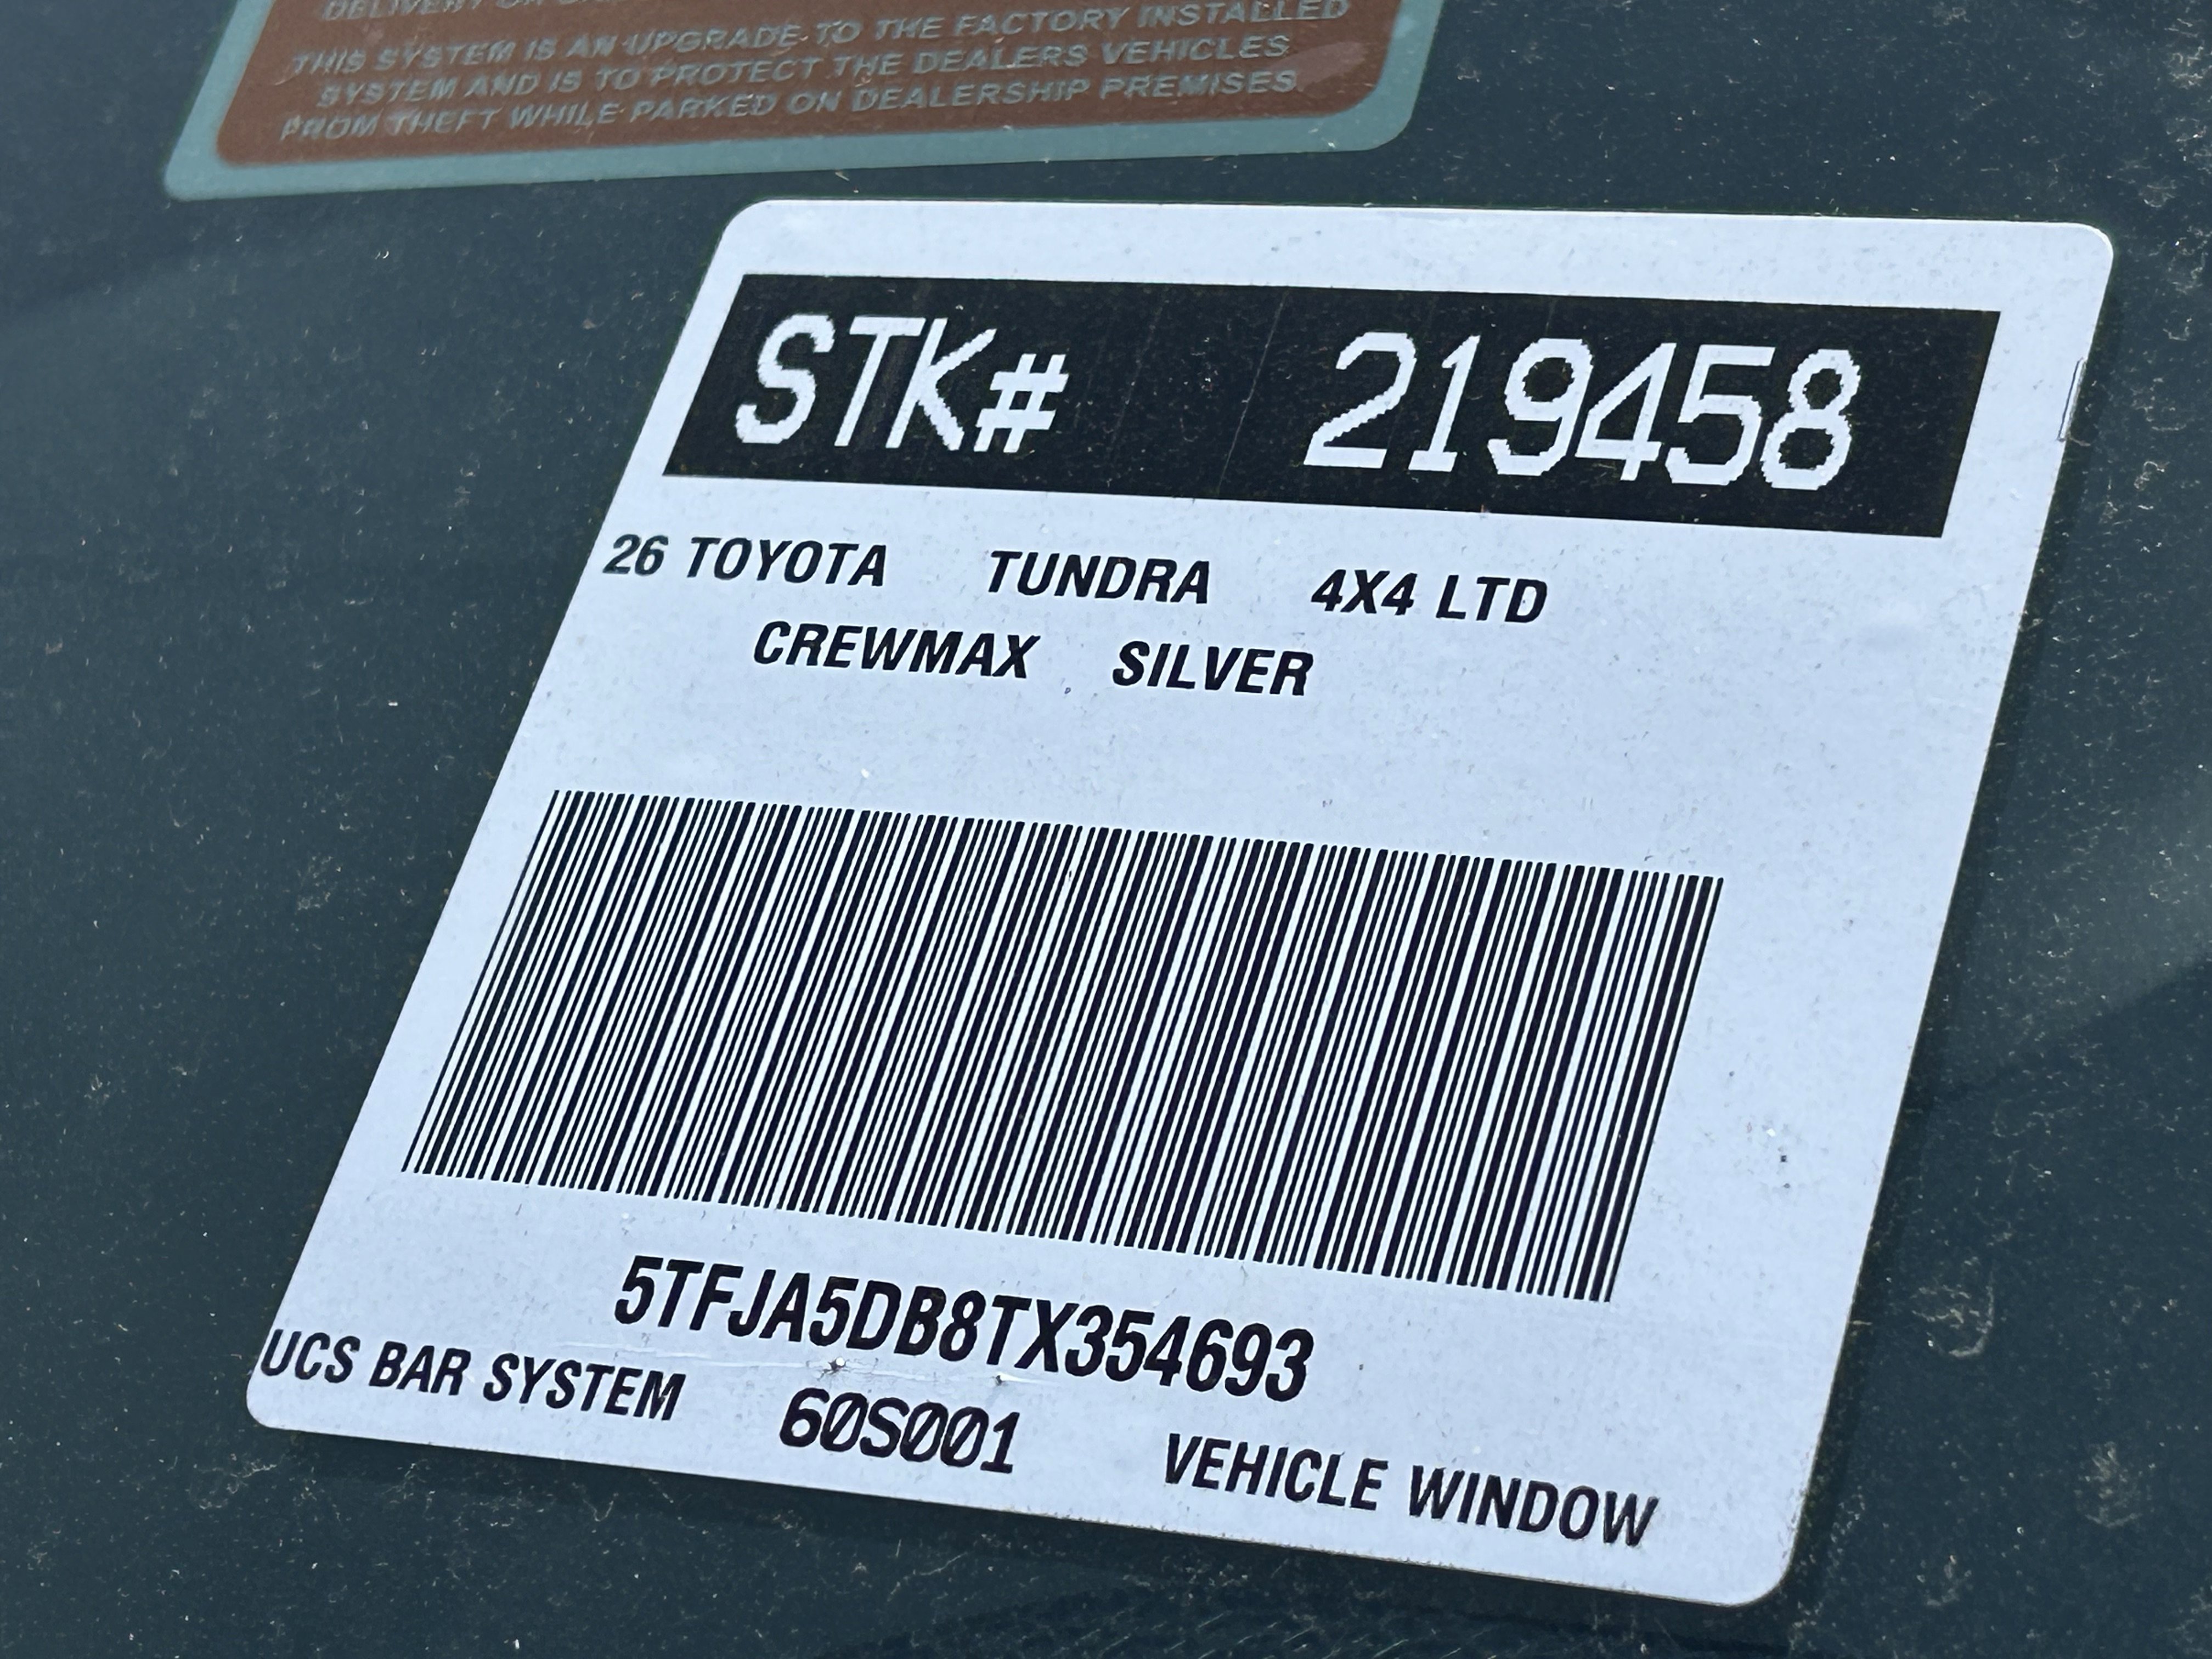 THIS SYSTEM IS AN UPGRADE TO THE FACTORY INSTALLED
SYSTEM AND IS TO PROTECT THE DEALERS VEHICLES
FROM THEFT WHILE PARKED ON DEALERSHIP PREMISES
STK# 219458
26 TOYOTA TUNDRA 4X4 LTD
CREWMAX SILVER
5TFJA5DB8TX354693
UCS BAR SYSTEM 60S001 VEHICLE WINDOW